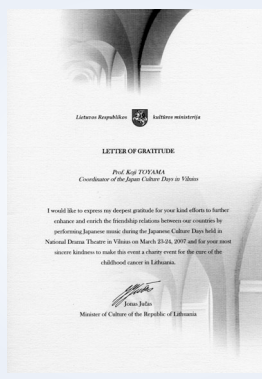 Lietuvos Respublikos kultūros ministerija
LETTER OF GRATITUDE
Prof. Koji TOYAMA
Coordinator of the Japan Culture Days in Vilnius
I would like to express my deepest gratitude for your kind efforts to further
enhance and enrich the friendship relations between our countries by
performing Japanese music during the Japanese Culture Days held in
National Drama Theatre in Vilnius on March 23-24, 2007 and for your most
sincere kindness to make this event a charity event for the cure of the
childhood cancer in Lithuania.
Jonas Jučas
Minister of Culture of the Republic of Lithuania